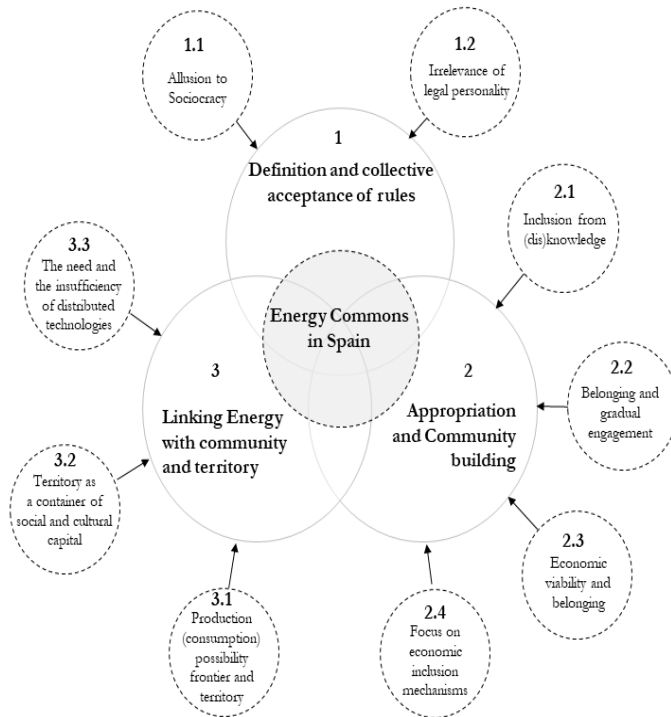 1.1
Allusion to
Sociocracy
1.2
Irrelevance of
legal personality
1
Definition and collective
acceptance of rules
2.1
Inclusion from
(dis)knowledge
3.3
The need and
the insufficiency
of distributed
technologies
Energy Commons
in Spain
3
Linking Energy
with community
and territory
2
Appropriation
and Community
building
2.2
Belonging and
gradual
engagement
3.2
Territory as
a container of
social and cultural
capital
2.3
Economic
viability and
belonging
3.1
Production
(consumption)
possibility
frontier and
territory
2.4
Focus on
economic
inclusion
mechanisms